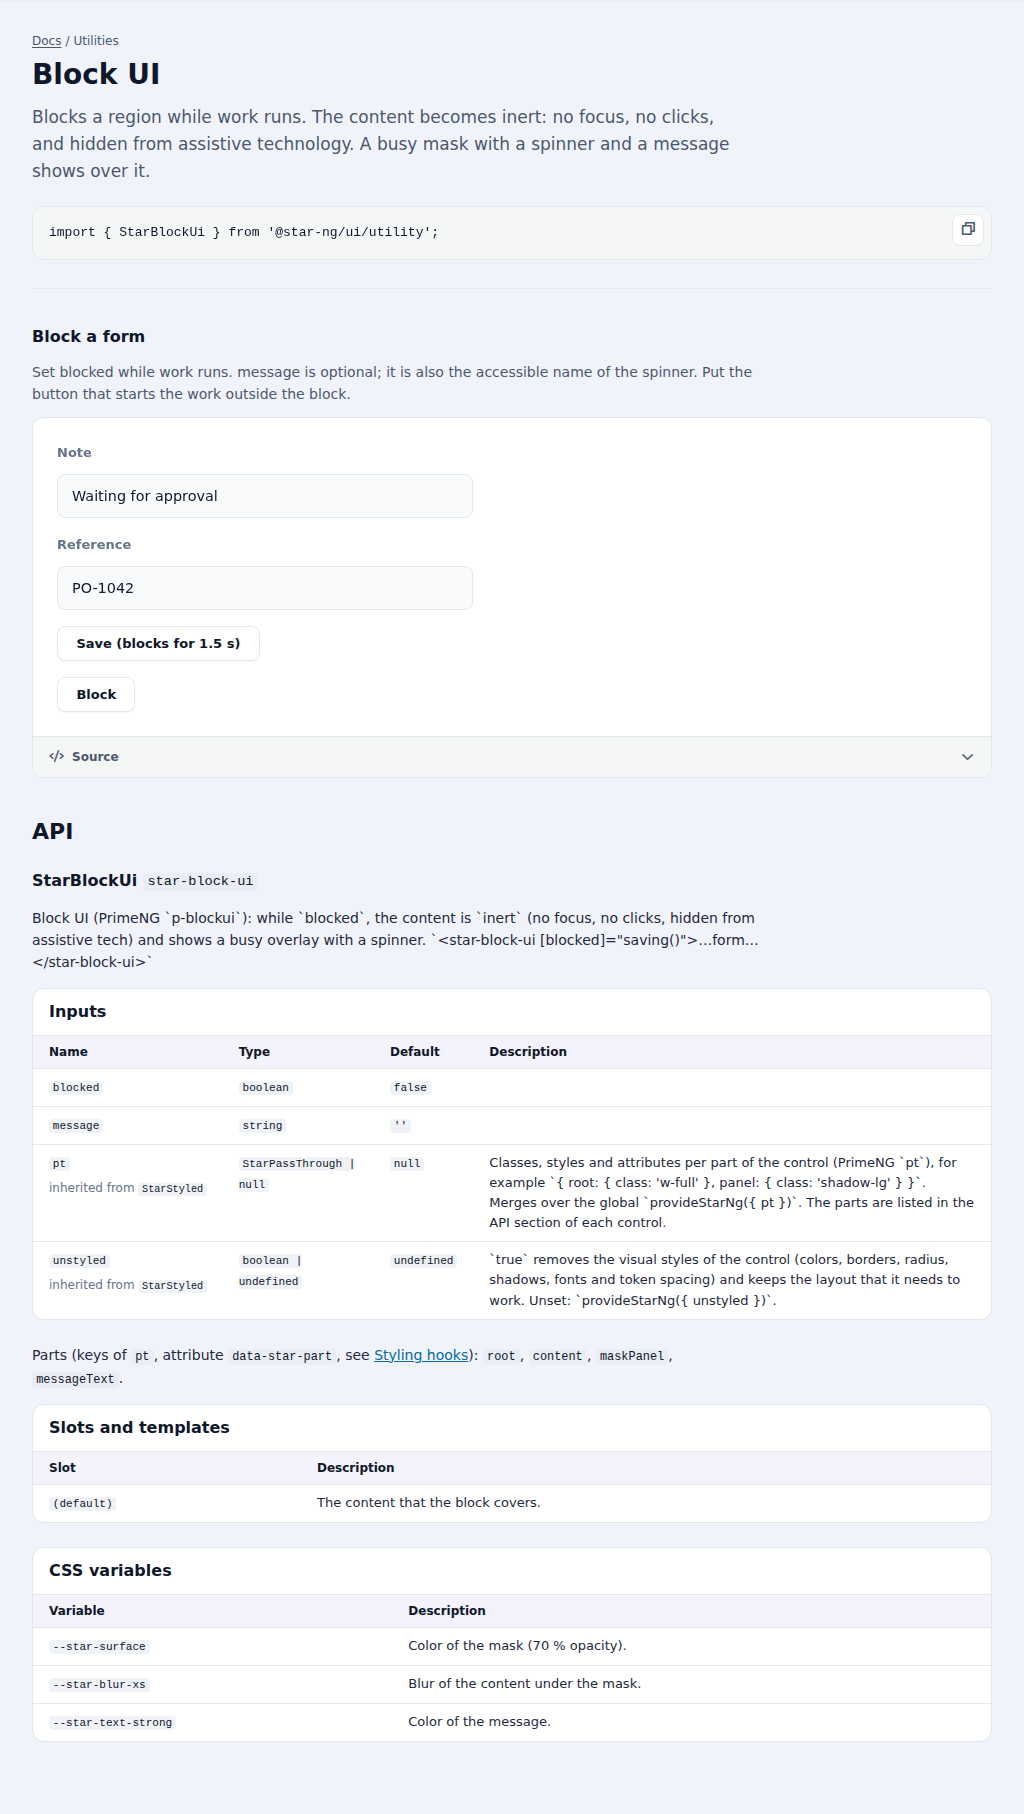 Docs / Utilities
Block UI
Blocks a region while work runs. The content becomes inert: no focus, no clicks,
and hidden from assistive technology. A busy mask with a spinner and a message
shows over it.
import { StarBlockUi } from '@star-ng/ui/utility';
Block a form
Set blocked while work runs. message is optional; it is also the accessible name of the spinner. Put the
button that starts the work outside the block.
Note
Waiting for approval
Reference
PO-1042
Save (blocks for 1.5 s)
Block
</> Source
API
StarBlockUi star-block-ui
Block UI (PrimeNG `p-blockui`): while `blocked`, the content is `inert` (no focus, no clicks, hidden from
assistive tech) and shows a busy overlay with a spinner. `<star-block-ui [blocked]="saving()">…form…
</star-block-ui>`
Inputs
Name Type Default Description
blocked boolean false
message string ''
pt StarPassThrough | null Classes, styles and attributes per part of the control (PrimeNG `pt`), for
inherited from StarStyled null example `{ root: { class: 'w-full' }, panel: { class: 'shadow-lg' } }`.
Merges over the global `provideStarNg({ pt })`. The parts are listed in the
API section of each control.
unstyled boolean | undefined `true` removes the visual styles of the control (colors, borders, radius,
inherited from StarStyled undefined shadows, fonts and token spacing) and keeps the layout that it needs to
work. Unset: `provideStarNg({ unstyled })`.
Parts (keys of pt, attribute data-star-part, see Styling hooks): root, content, maskPanel,
messageText.
Slots and templates
Slot Description
(default) The content that the block covers.
CSS variables
Variable Description
--star-surface Color of the mask (70 % opacity).
--star-blur-xs Blur of the content under the mask.
--star-text-strong Color of the message.